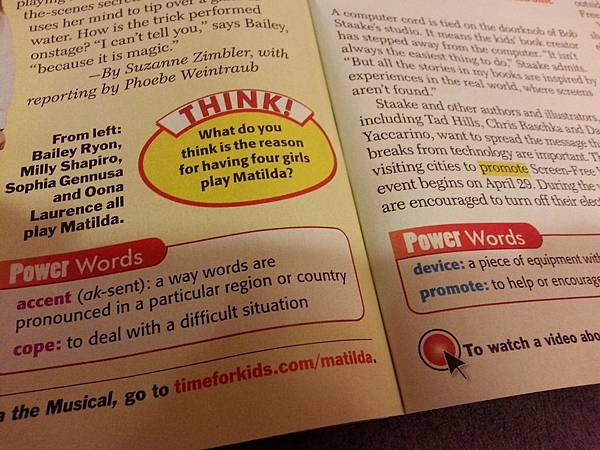 the-scenes secret
uses her mind to tip over a
water. How is the trick performed
onstage? "I can't tell you," says Bailey,
"because it is magic."
—By Suzanne Zimbler, with
reporting by Phoebe Weintraub
From left:
Bailey Ryon,
Milly Shapiro,
Sophia Gennusa
and Oona
Laurence all
play Matilda.
THINK!
What do you
think is the reason
for having four girls
play Matilda?
Power Words
accent (ak-sent): a way words are
pronounced in a particular region or country
cope: to deal with a difficult situation
the Musical, go to timeforkids.com/matilda.
A computer cord is tied on the doorknob of Bob
Staake's studio. It means the kids' book creator
has stepped away from the computer. "It isn't
always the easiest thing to do," Staake admits.
"But all the stories in my books are inspired by
experiences in the real world, where screens
aren't found."
Staake and other authors and illustrators,
including Tad Hills, Chris Raschka and Da
Yaccarino, want to spread the message tha
breaks from technology are important. Th
visiting cities to promote Screen-Free
event begins on April 29. During the
are encouraged to turn off their elec
Power Words
device: a piece of equipment with
promote: to help or encourage
To watch a video abo